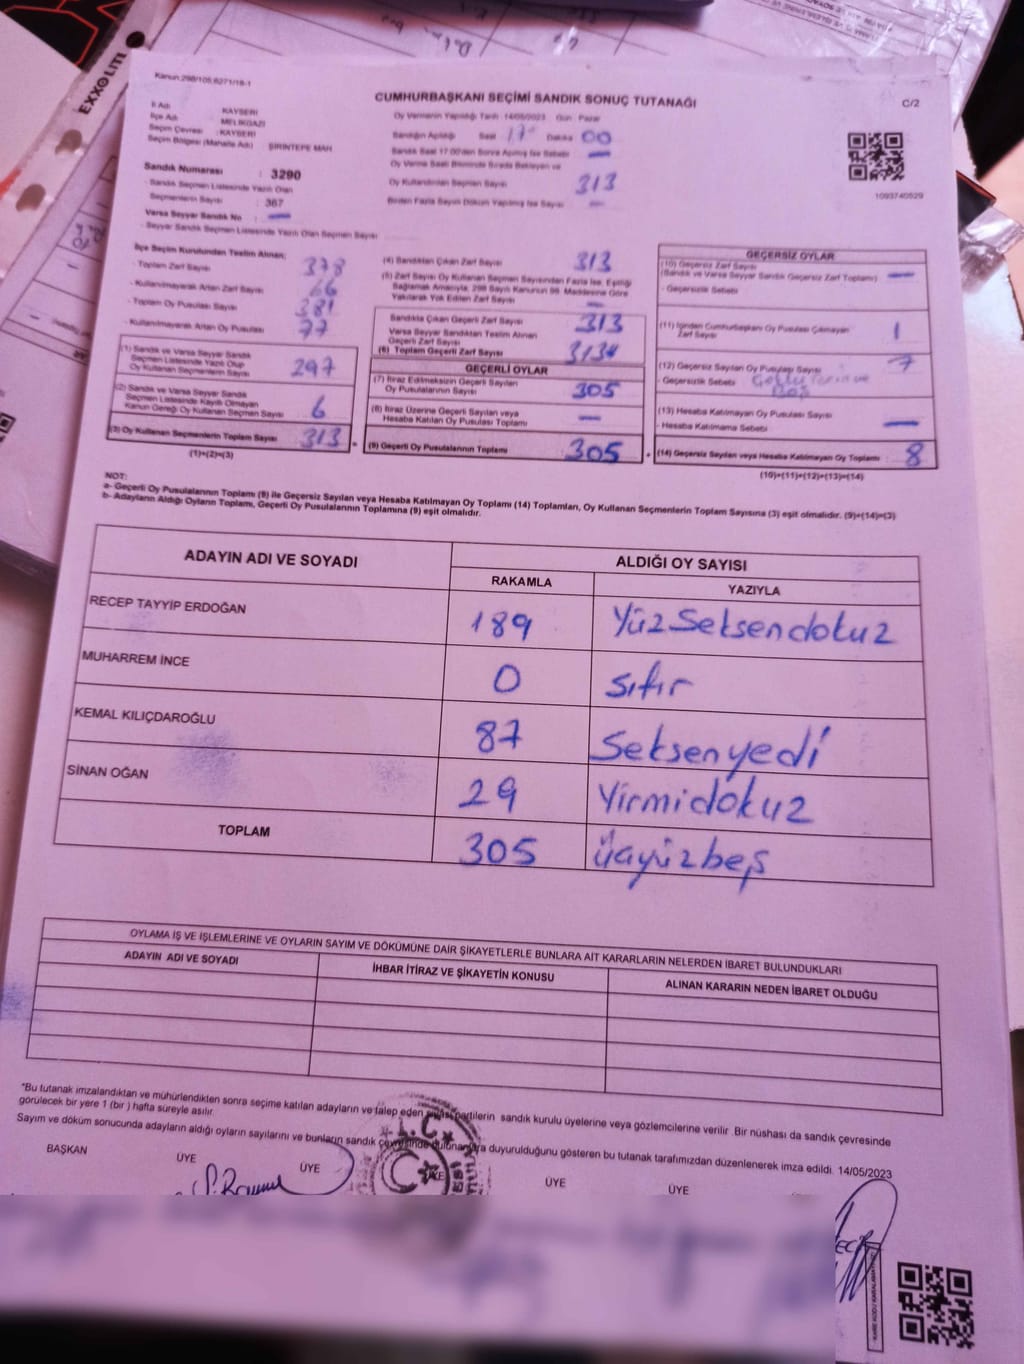 EXXOLITE
Kanun:298/105,6271/18-1
CUMHURBAŞKANI SEÇİMİ SANDIK SONUÇ TUTANAĞI
C/2
İl Adı : KAYSERİ
İlçe Adı : MELİKGAZİ
Seçim Çevresi : KAYSERİ
Seçim Bölgesi (Mahalle Adı) : ŞİRİNTEPE MAH
Sandık Numarası : 3290
- Sandık Seçmen Listesinde Yazılı Olan
Seçmenlerin Sayısı : 367
Varsa Seyyar Sandık No : —
- Seyyar Sandık Seçmen Listesinde Yazılı Olan Seçmen Sayısı
Oy Vermenin Yapıldığı Tarih: 14/05/2023 Gün: Pazar
Sandığın Açıldığı Saat 17 Dakika 00
Sandık Saat 17.00'den Sonra Açılmış İse Sebebi —
Oy Verme Saati Bitiminde Sırada Bekleyen ve
Oy Kullandırılan Seçmen Sayısı 313
Birden Fazla Sayım Döküm Yapılmış İse Sayısı —
1093740529
İlçe Seçim Kurulundan Teslim Alınan;
- Toplam Zarf Sayısı 378
- Kullanılmayarak Artan Zarf Sayısı 66
- Toplam Oy Pusulası Sayısı 381
- Kullanılmayarak Artan Oy Pusulası 77
(1) Sandık ve Varsa Seyyar Sandık
Seçmen Listesinde Yazılı Olup
Oy Kullanan Seçmenlerin Sayısı 297
(2) Sandık ve Varsa Seyyar Sandık
Seçmen Listesinde Kayıtlı Olmayan
Kanun Gereği Oy Kullanan Seçmen Sayısı 6
(3) Oy Kullanan Seçmenlerin Toplam Sayısı 313
(1)+(2)=(3)
(4) Sandıktan Çıkan Zarf Sayısı 313
(5) Zarf Sayısı Oy Kullanan Seçmen Sayısından Fazla İse, Eşitliği
Sağlamak Amacıyla, 298 Sayılı Kanunun 98. Maddesine Göre
Yakılarak Yok Edilen Zarf Sayısı —
Sandıkta Çıkan Geçerli Zarf Sayısı 313
Varsa Seyyar Sandıktan Teslim Alınan
Geçerli Zarf Sayısı
(6) Toplam Geçerli Zarf Sayısı 313
GEÇERLİ OYLAR
(7) İtiraz Edilmeksizin Geçerli Sayılan
Oy Pusulalarının Sayısı 305
(8) İtiraz Üzerine Geçerli Sayılan veya
Hesaba Katılan Oy Pusulası Toplamı —
(9) Geçerli Oy Pusulalarının Toplamı 305
GEÇERSİZ OYLAR
(10) Geçersiz Zarf Sayısı
(Sandık ve Varsa Seyyar Sandık Geçersiz Zarf Toplamı) —
- Geçersizlik Sebebi
(11) İçinden Cumhurbaşkanı Oy Pusulası Çıkmayan
Zarf Sayısı 1
(12) Geçersiz Sayılan Oy Pusulası Sayısı 7
- Geçersizlik Sebebi
Boş
(13) Hesaba Katılmayan Oy Pusulası Sayısı
- Hesaba Katılmama Sebebi —
(14) Geçersiz Sayılan veya Hesaba Katılmayan Oy Toplamı : 8
(10)+(11)+(12)+(13)=(14)
NOT:
a- Geçerli Oy Pusulalarının Toplamı (9) ile Geçersiz Sayılan veya Hesaba Katılmayan Oy Toplamı (14) Toplamları, Oy Kullanan Seçmenlerin Toplam Sayısına (3) eşit olmalıdır. (9)+(14)=(3)
b- Adayların Aldığı Oyların Toplamı, Geçerli Oy Pusulalarının Toplamına (9) eşit olmalıdır.
ADAYIN ADI VE SOYADI
ALDIĞI OY SAYISI
RAKAMLA YAZIYLA
RECEP TAYYİP ERDOĞAN 189 YüzSeksendokuz
MUHARREM İNCE 0 sıfır
KEMAL KILIÇDAROĞLU 87 Seksenyedi
SİNAN OĞAN 29 Yirmidokuz
TOPLAM 305 üçyüzbeş
OYLAMA İŞ VE İŞLEMLERİNE VE OYLARIN SAYIM VE DÖKÜMÜNE DAİR ŞİKAYETLERLE BUNLARA AİT KARARLARIN NELERDEN İBARET BULUNDUKLARI
ADAYIN ADI VE SOYADI İHBAR İTİRAZ VE ŞİKAYETİN KONUSU ALINAN KARARIN NEDEN İBARET OLDUĞU
"Bu tutanak imzalandıktan ve mühürlendikten sonra seçime katılan adayların ve talep eden siyasi partilerin sandık kurulu üyelerine veya gözlemcilerine verilir. Bir nüshası da sandık çevresinde
görülecek bir yere 1 (bir) hafta süreyle asılır.
Sayım ve döküm sonucunda adayların aldığı oyların sayılarını ve bunların sandık çevresinde bulunanlara duyurulduğunu gösteren bu tutanak tarafımızdan düzenlenerek imza edildi. 14/05/2023
BAŞKAN ÜYE ÜYE ÜYE ÜYE ÜYE
T.C.